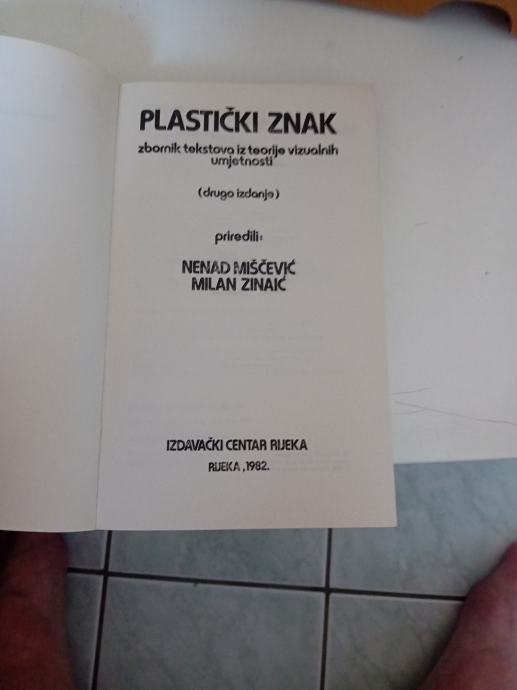 PLASTIČKI ZNAK
zbornik tekstova iz teorije vizualnih
umjetnosti
(drugo izdanje)
priredili:
NENAD MIŠČEVIĆ
MILAN ZINAIĆ
IZDAVAČKI CENTAR RIJEKA
RIJEKA ,1982.